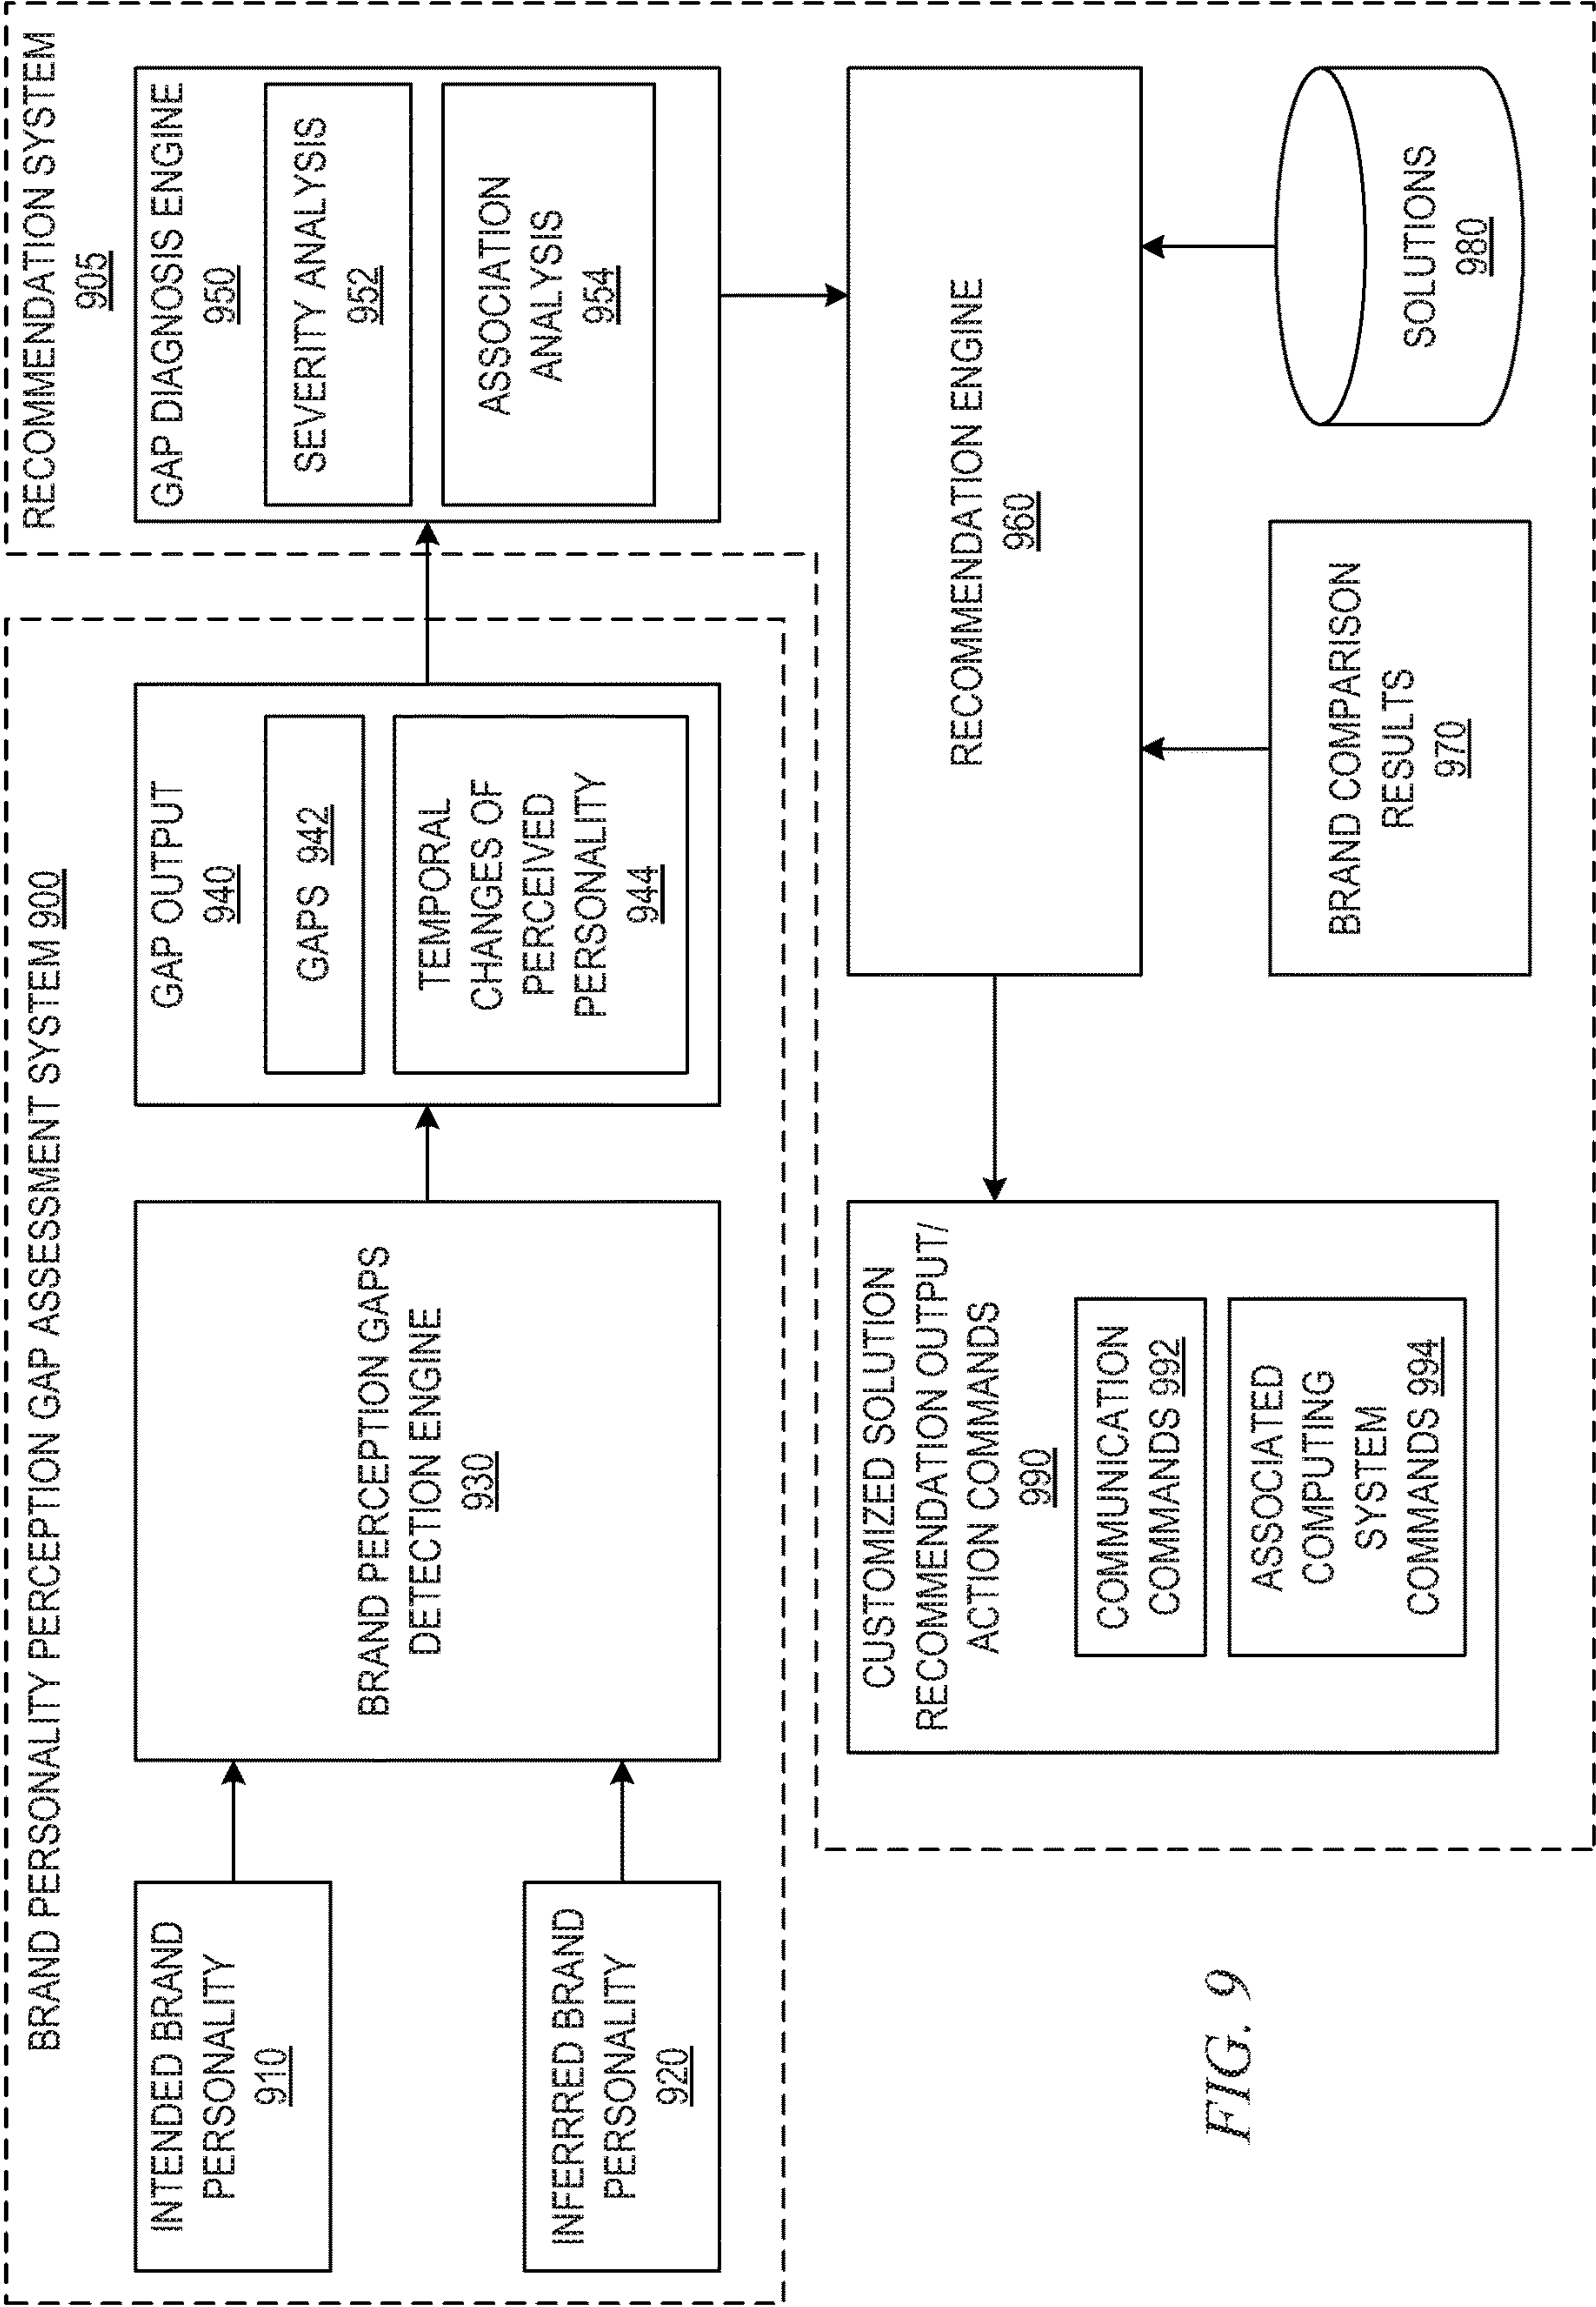 BRAND PERSONALITY PERCEPTION GAP ASSESSMENT SYSTEM 900
INTENDED BRAND
PERSONALITY
910
INFERRED BRAND
PERSONALITY
920
BRAND PERCEPTION GAPS
DETECTION ENGINE
930
GAP OUTPUT
940
GAPS 942
TEMPORAL
CHANGES OF
PERCEIVED
PERSONALITY
944
RECOMMENDATION SYSTEM
905
GAP DIAGNOSIS ENGINE
950
SEVERITY ANALYSIS
952
ASSOCIATION
ANALYSIS
954
RECOMMENDATION ENGINE
960
BRAND COMPARISON
RESULTS
970
SOLUTIONS
980
CUSTOMIZED SOLUTION
RECOMMENDATION OUTPUT/
ACTION COMMANDS
990
COMMUNICATION
COMMANDS 992
ASSOCIATED
COMPUTING
SYSTEM
COMMANDS 994
FIG. 9